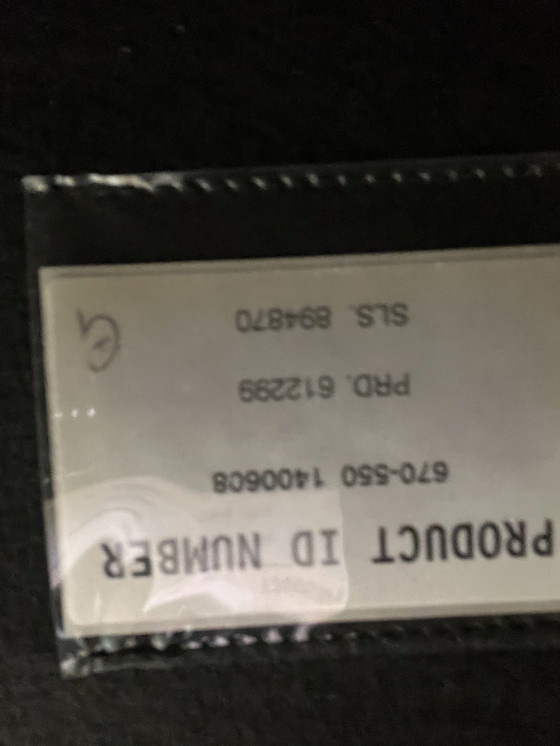 PRODUCT ID NUMBER
670-550 1400608
PRD. 612299
SLS. 894870